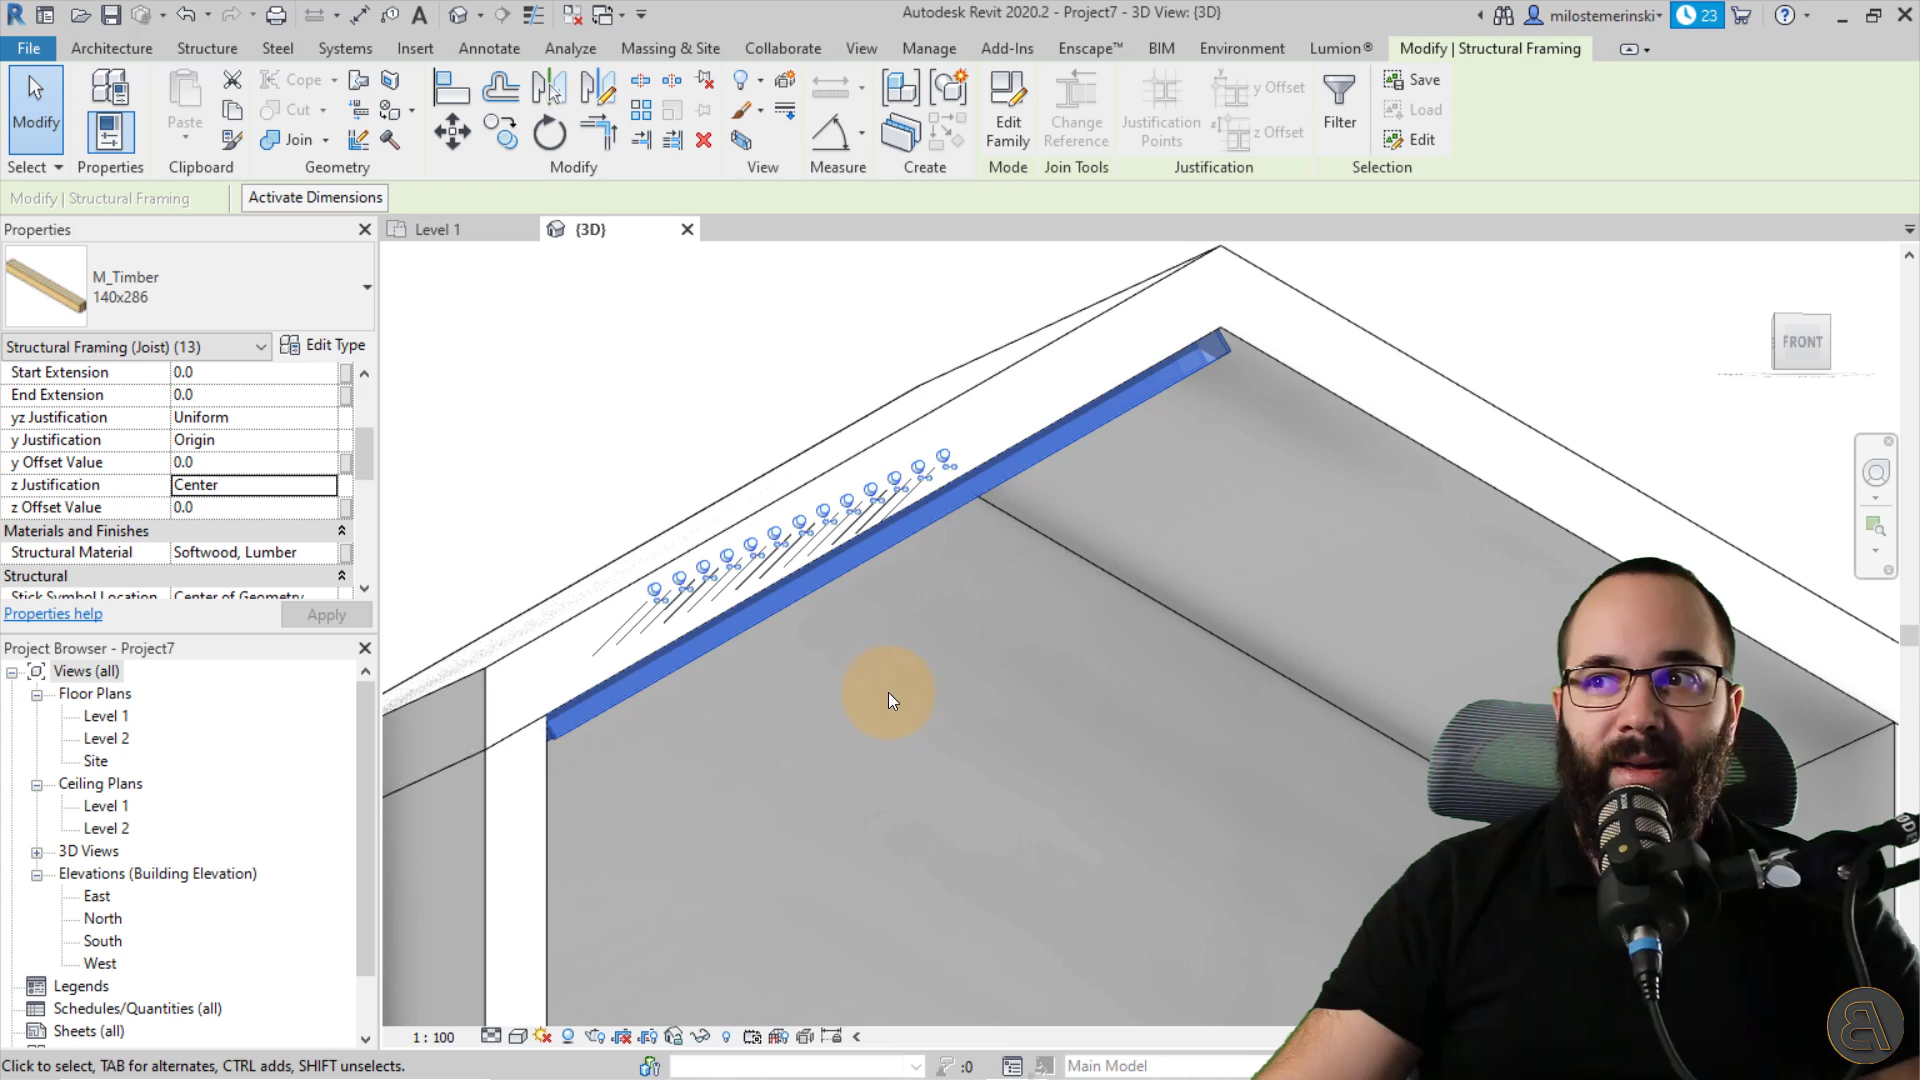 Autodesk Revit 2020.2 - Project7 - 3D View: {3D}
milostemerinski
23
File Architecture Structure Steel Systems Insert Annotate Analyze Massing & Site Collaborate View Manage Add-Ins Enscape™ BIM Environment Lumion® Modify | Structural Framing
Modify
Paste
Cope
Cut
Join
Edit Family
Change Reference
Justification Points
y Offset
z Offset
Filter
Save
Load
Edit
Select Properties Clipboard Geometry Modify View Measure Create Mode Join Tools Justification Selection
Modify | Structural Framing
Activate Dimensions
Properties
Level 1
{3D}
M_Timber
140x286
Structural Framing (Joist) (13)
Edit Type
Start Extension 0.0
End Extension 0.0
yz Justification Uniform
y Justification Origin
y Offset Value 0.0
z Justification Center
z Offset Value 0.0
Materials and Finishes
Structural Material Softwood, Lumber
Structural
Stick Symbol Location Center of Geometry
Properties help
Apply
FRONT
Project Browser - Project7
Views (all)
Floor Plans
Level 1
Level 2
Site
Ceiling Plans
Level 1
Level 2
3D Views
Elevations (Building Elevation)
East
North
South
West
Legends
Schedules/Quantities (all)
Sheets (all)
1 : 100
Click to select, TAB for alternates, CTRL adds, SHIFT unselects.
:0
Main Model